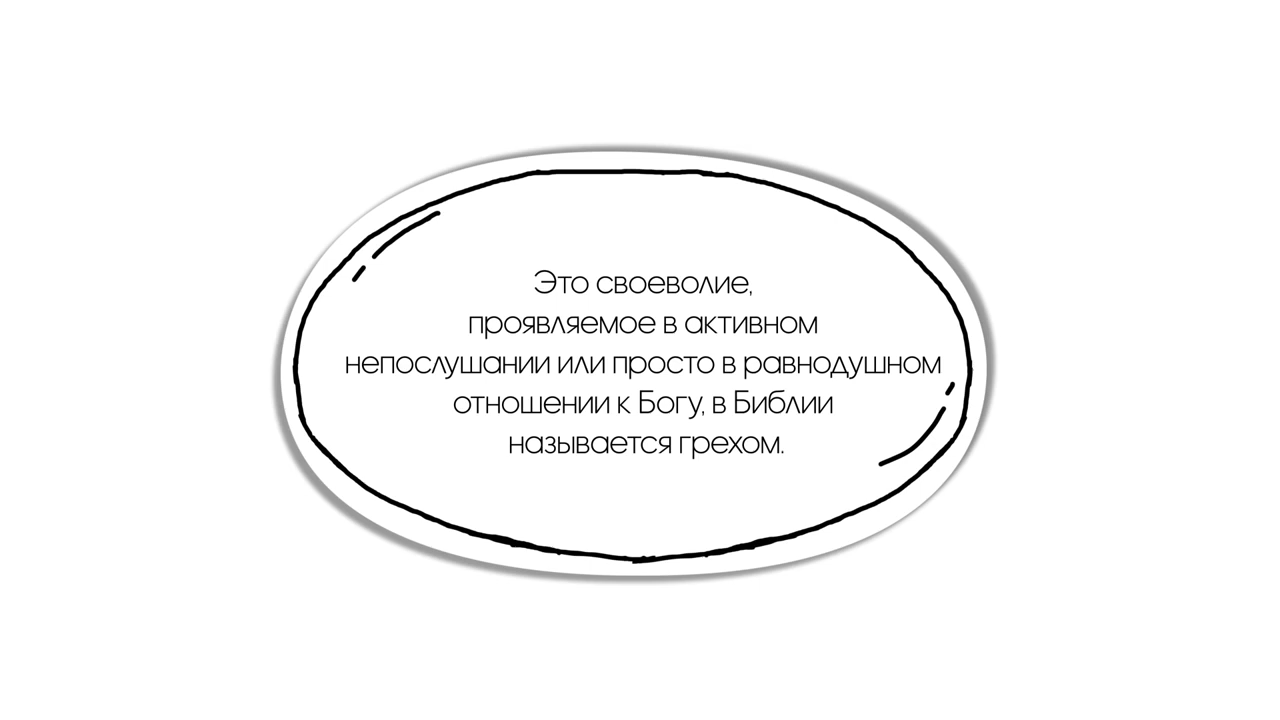 Это своеволие,
проявляемое в активном
непослушании или просто в равнодушном
отношении к Богу, в Библии
называется грехом.